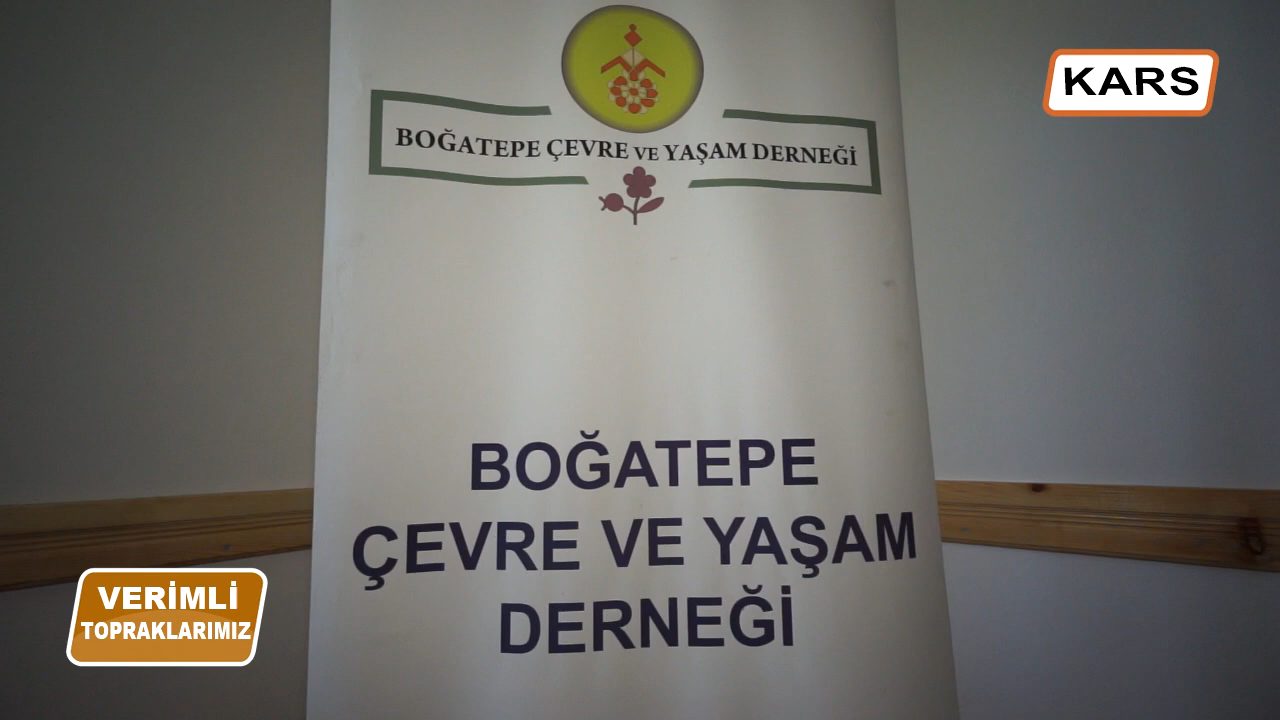 KARS
BOĞATEPE ÇEVRE VE YAŞAM DERNEĞİ
BOĞATEPE
ÇEVRE VE YAŞAM
DERNEĞİ
VERİMLİ
TOPRAKLARIMIZ